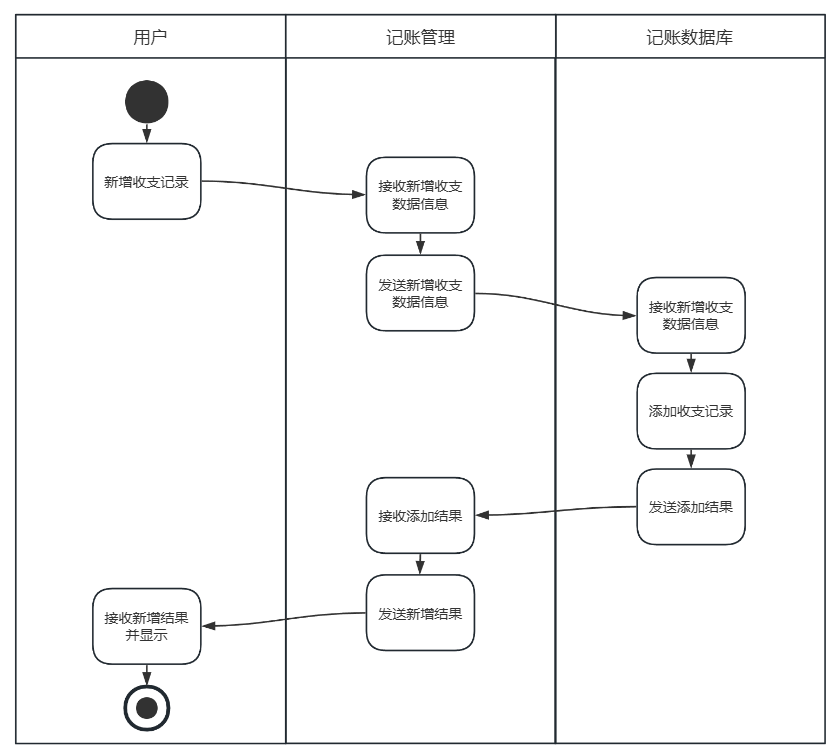 用户
记账管理
记账数据库
新增收支记录
接收新增收支
数据信息
发送新增收支
数据信息
接收新增收支
数据信息
添加收支记录
发送添加结果
接收添加结果
发送新增结果
接收新增结果
并显示